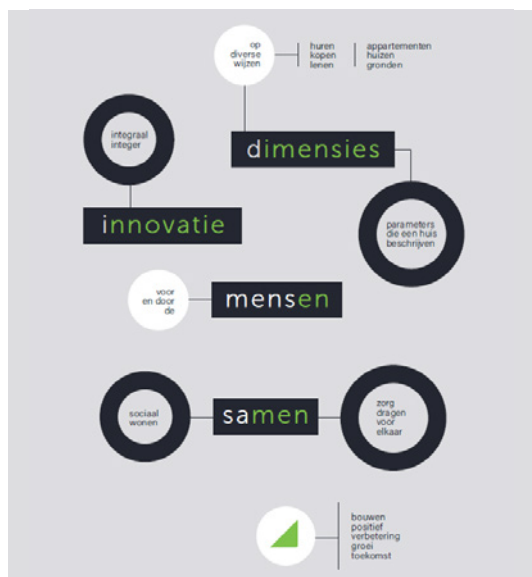 op
diverse
wijzen
huren
kopen
lenen
appartementen
huizen
gronden
integraal
integer
dimensies
innovatie
parameters
die een huis
beschrijven
voor
en door
de
mensen
sociaal
wonen
samen
zorg
dragen
voor
elkaar
bouwen
positief
verbetering
groei
toekomst